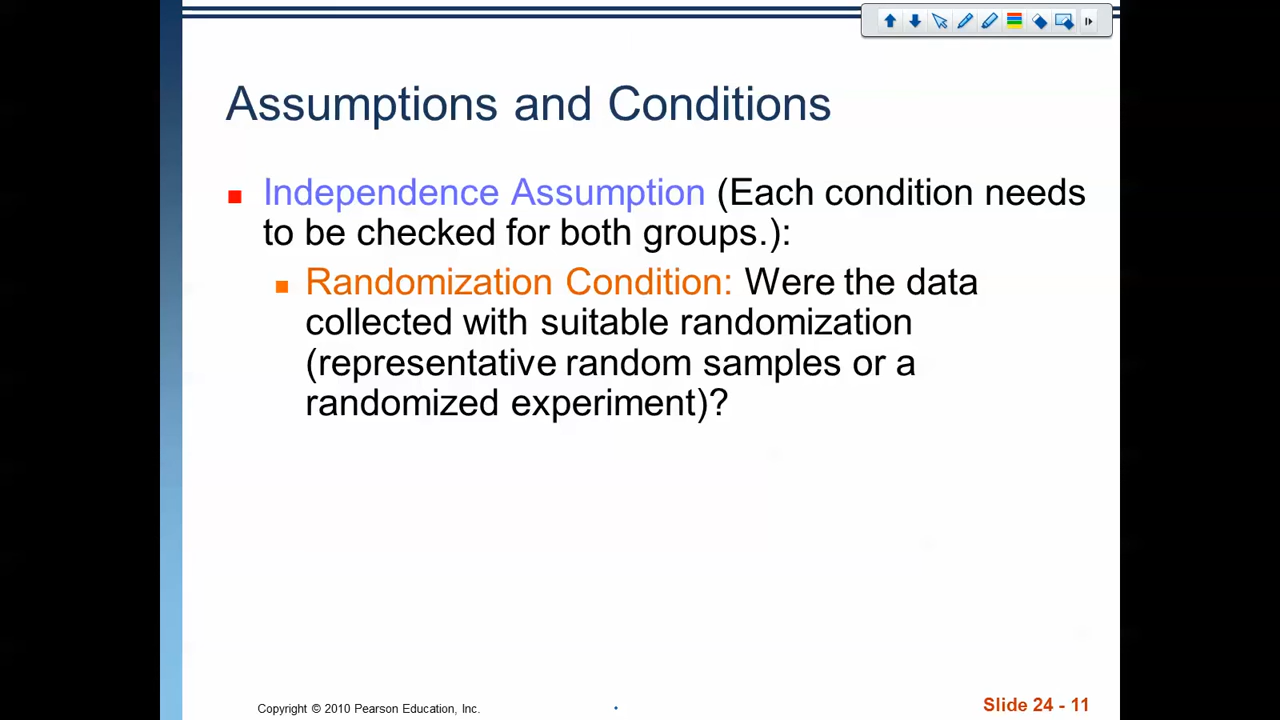 Assumptions and Conditions
Independence Assumption (Each condition needs
to be checked for both groups.):
Randomization Condition: Were the data
collected with suitable randomization
(representative random samples or a
randomized experiment)?
Copyright © 2010 Pearson Education, Inc.
Slide 24 - 11